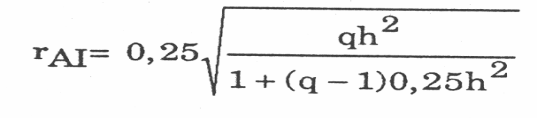 r_AI = 0,25√(qh² / (1 + (q − 1)0,25h²))